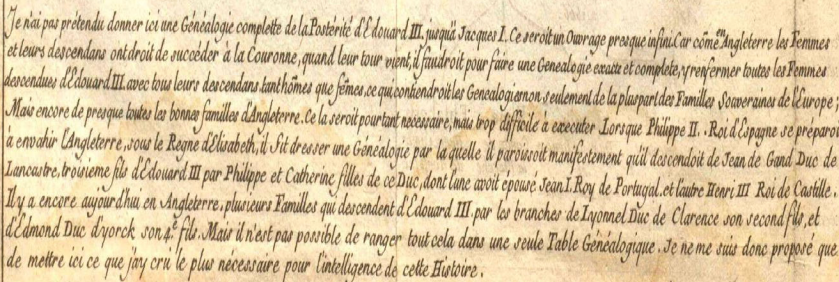 Je n'ai pas prétendu donner ici une Généalogie complette de la Postérité d'Edouard III. jusqu'à Jacques I. Ce seroit un Ouvrage presque infini. Car cõme en Angleterre les Femmes
et leurs descendans ont droit de succéder à la Couronne, quand leur tour vient, il faudroit pour faire une Genealogie exacte et complete, y renfermer toutes les Femmes
descendues d'Edouard III. avec tous leurs descendans tant hõmes que fẽmes, ce qui contiendroit les Genealogies non seulement de la pluspart des Familles Souveraines de l'Europe;
Mais encore de presque toutes les bonnes familles d'Angleterre. Ce la seroit pourtant necessaire, mais trop difficile a executer Lorsque Philippe II. Roi d'Espagne se préparoit
à envahir l'Angleterre, sous le Regne d'Elisabeth, il fit dresser une Généalogie par la quelle il paroissoit manifestement qu'il descendoit de Jean de Gand Duc de
Lancastre, troisieme fils d'Edouard III par Philippe et Catherine filles de ce Duc, dont l'une avoit épousé Jean I. Roy de Portugal, et l'autre Henri III Roi de Castille.
Il y a encore aujourd'hui en Angleterre, plusieurs Familles qui descendent d'Edouard III. par les branches de Lyonnel Duc de Clarence son second fils, et
d'Edmond Duc d'yorck son 4.e fils. Mais il n'est pas possible de ranger tout cela dans une seule Table Généalogique. Je ne me suis donc proposé que
de mettre ici ce que j'ay cru le plus nécessaire pour l'intelligence de cette Histoire.